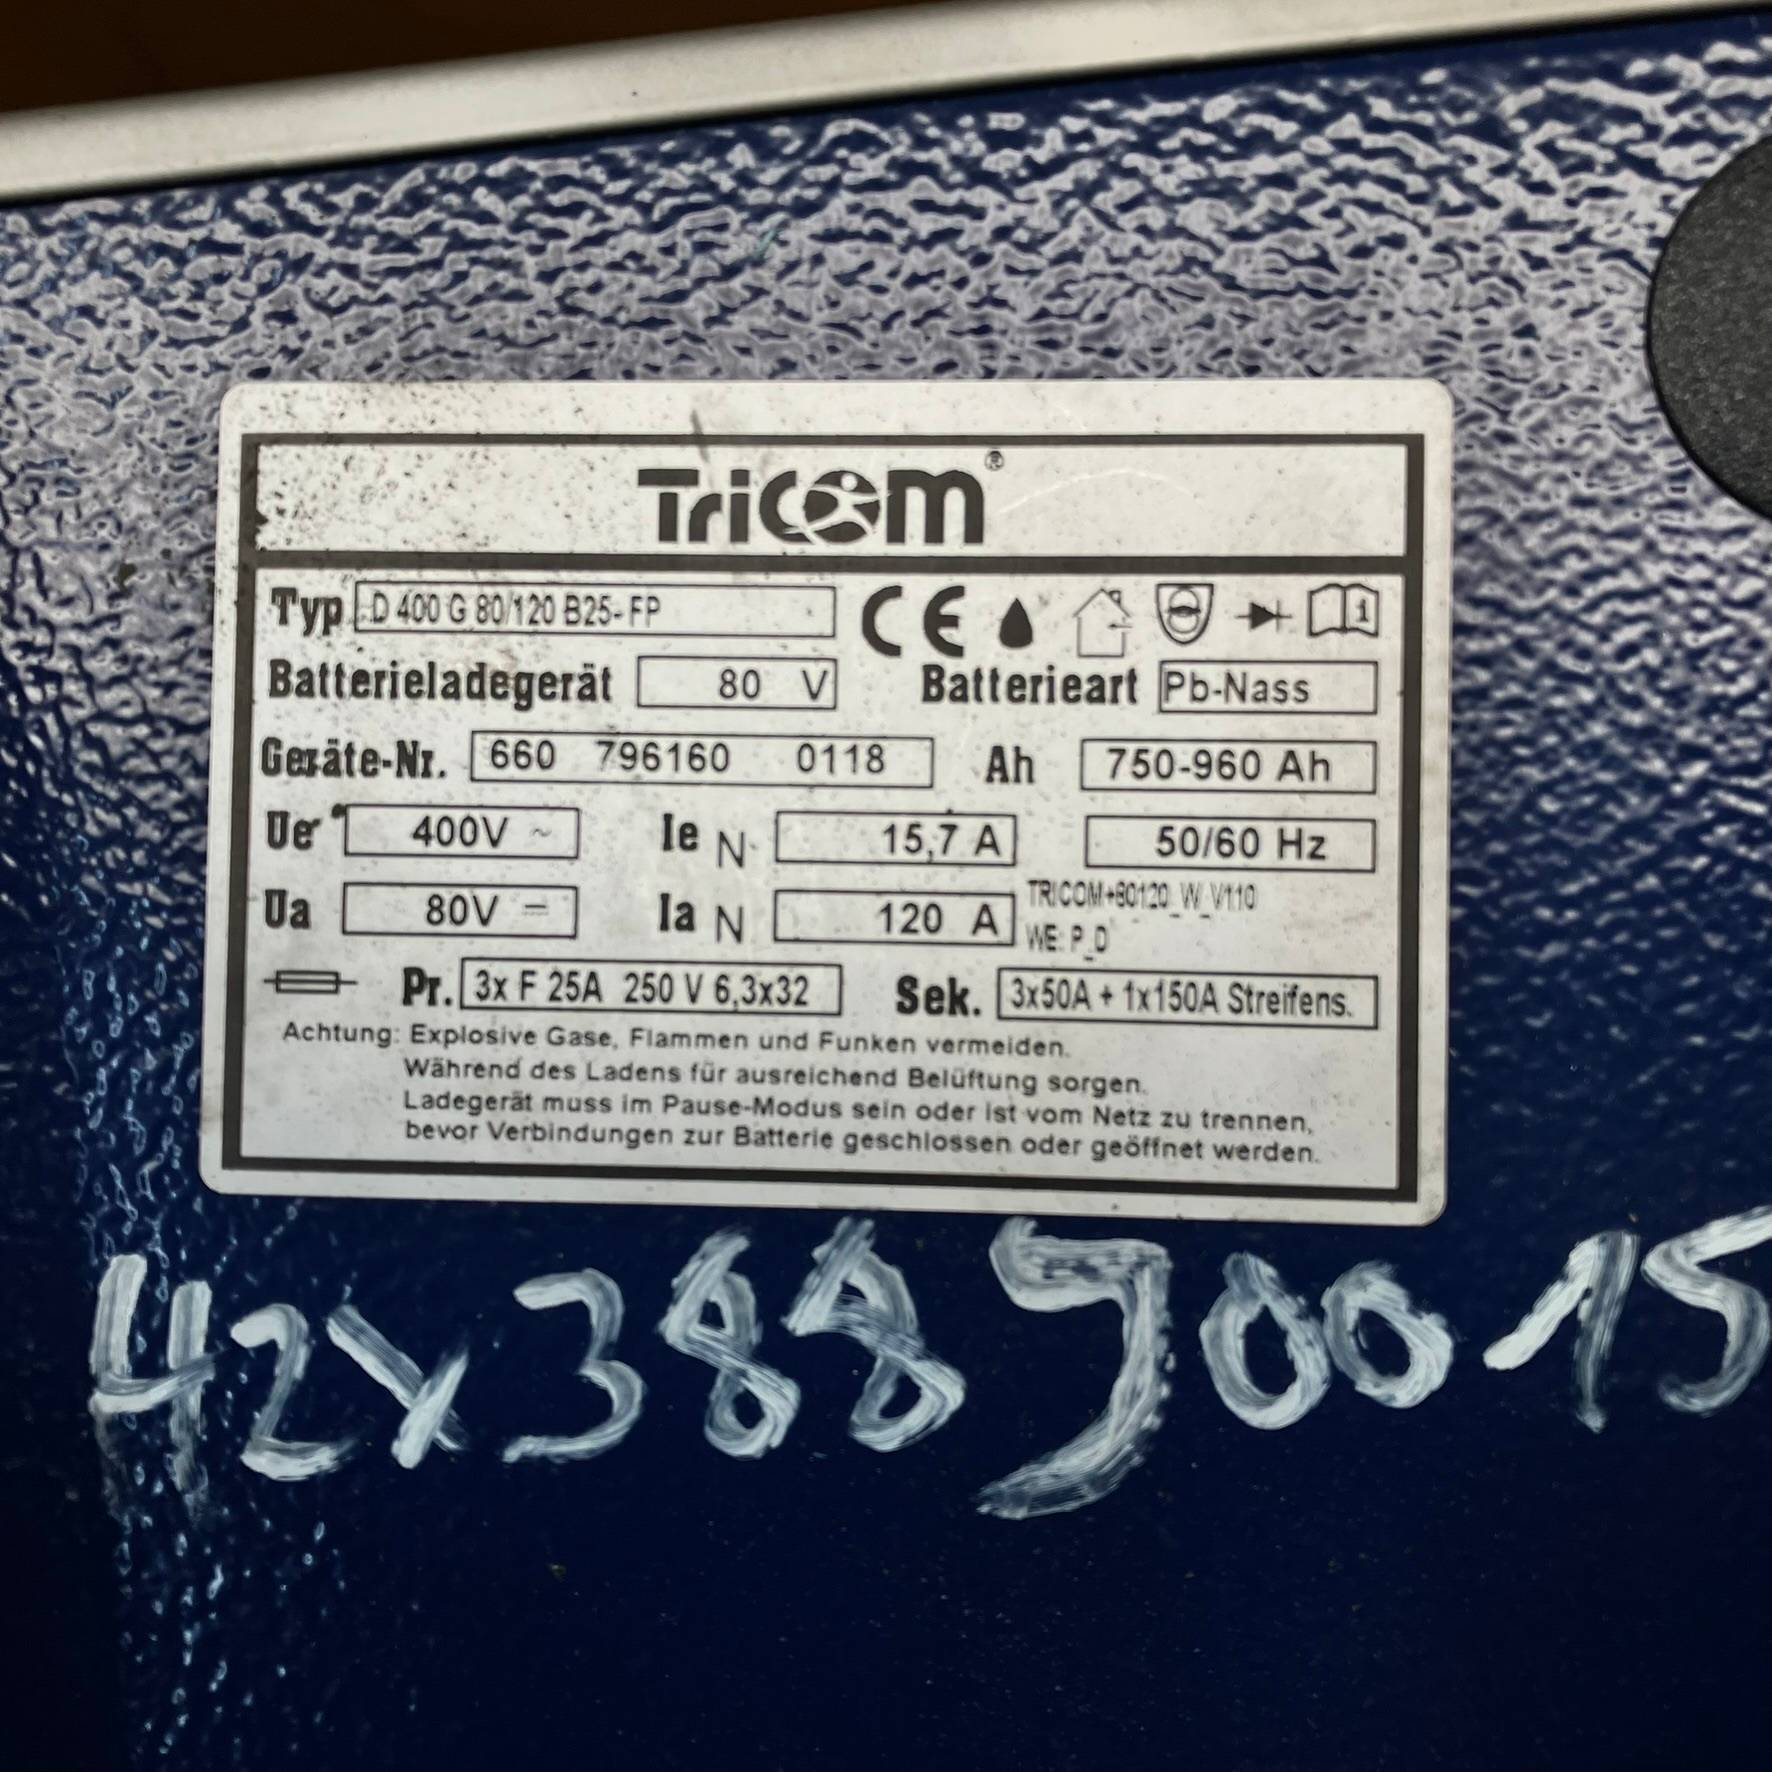 TriCOM®
Typ D 400 G 80/120 B25-FP CE
Batterieladegerät 80 V Batterieart Pb-Nass
Geräte-Nr. 660 796160 0118 Ah 750-960 Ah
Ue 400V ~ Ie N 15,7 A 50/60 Hz
Ua 80V = Ia N 120 A TRICOM+80120_W_V110
WE: P_D
Pr. 3x F 25A 250 V 6,3x32 Sek. 3x50A + 1x150A Streifens.
Achtung: Explosive Gase, Flammen und Funken vermeiden.
Während des Ladens für ausreichend Belüftung sorgen.
Ladegerät muss im Pause-Modus sein oder ist vom Netz zu trennen,
bevor Verbindungen zur Batterie geschlossen oder geöffnet werden.
42x388 90015